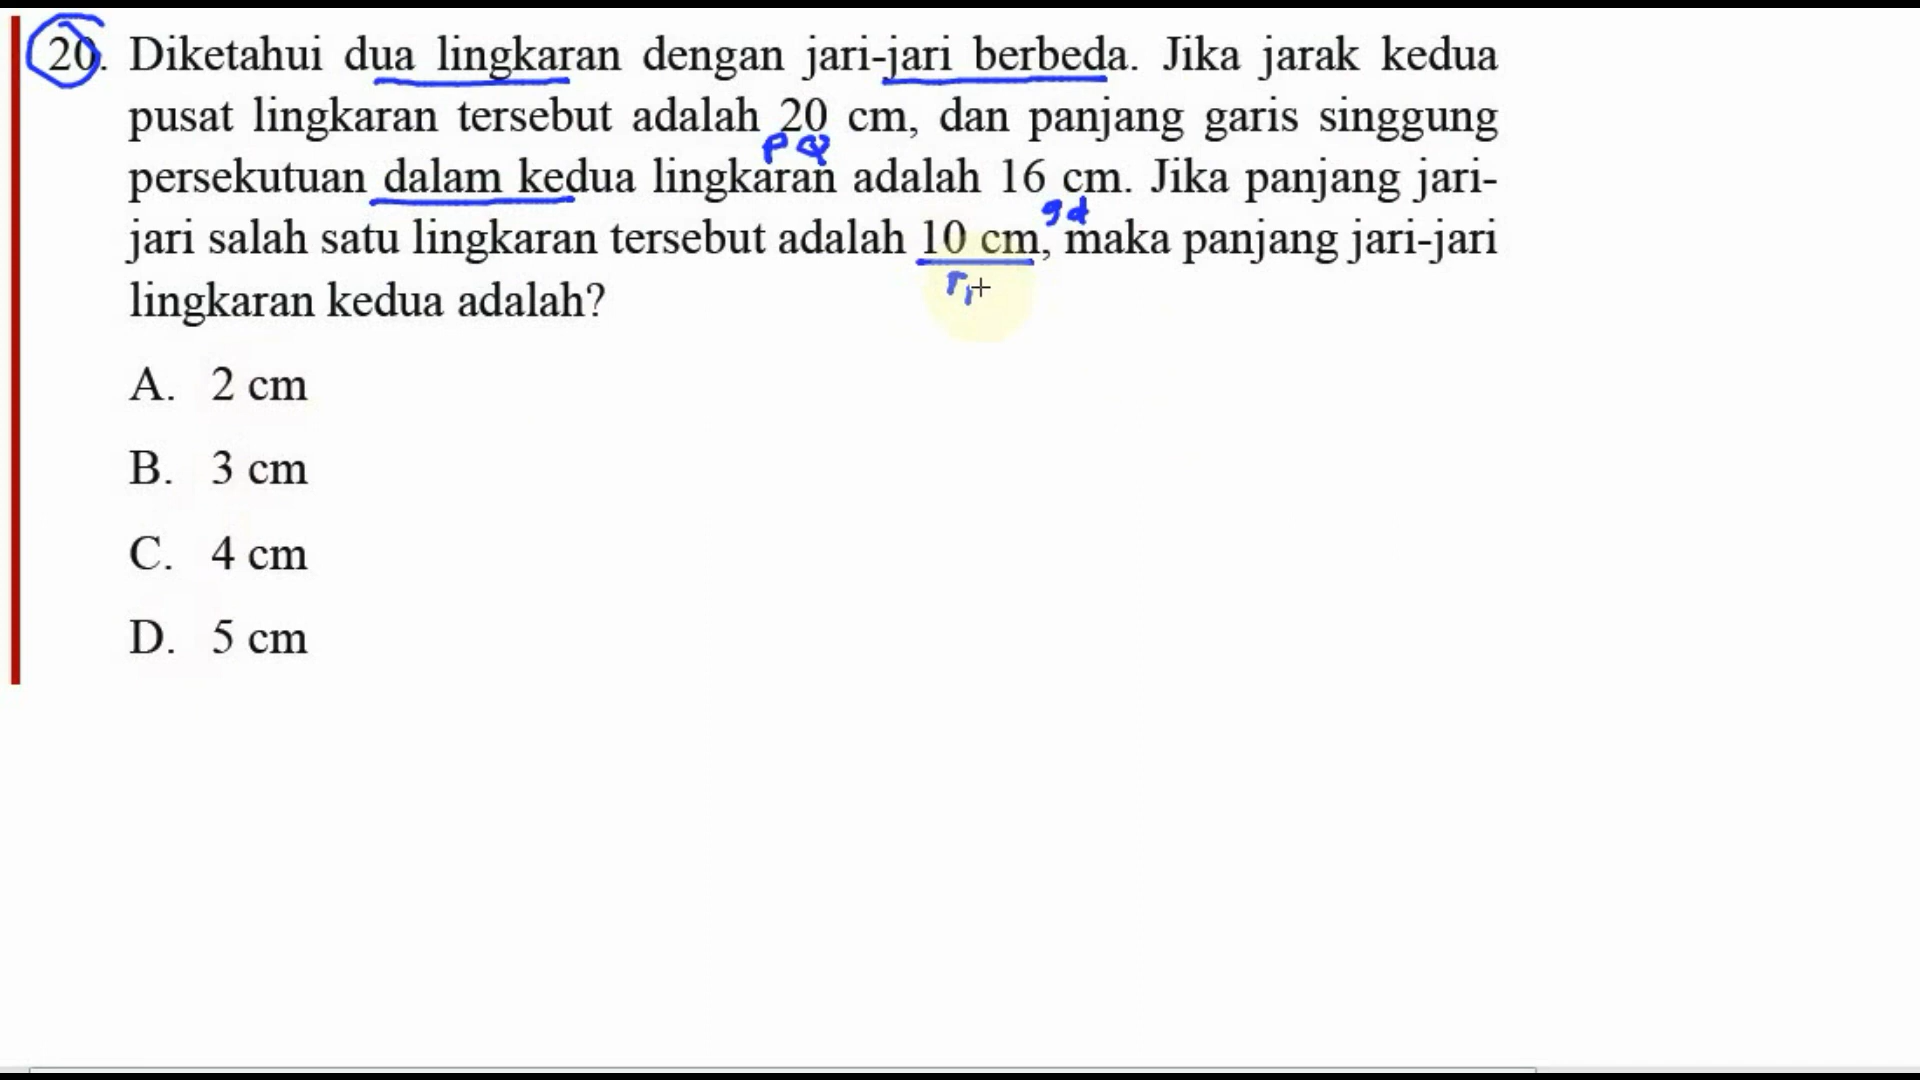 20. Diketahui dua lingkaran dengan jari-jari berbeda. Jika jarak kedua
pusat lingkaran tersebut adalah 20 cm, dan panjang garis singgung
PQ
persekutuan dalam kedua lingkaran adalah 16 cm. Jika panjang jari-
gd
jari salah satu lingkaran tersebut adalah 10 cm, maka panjang jari-jari
r₁
lingkaran kedua adalah?
A. 2 cm
B. 3 cm
C. 4 cm
D. 5 cm